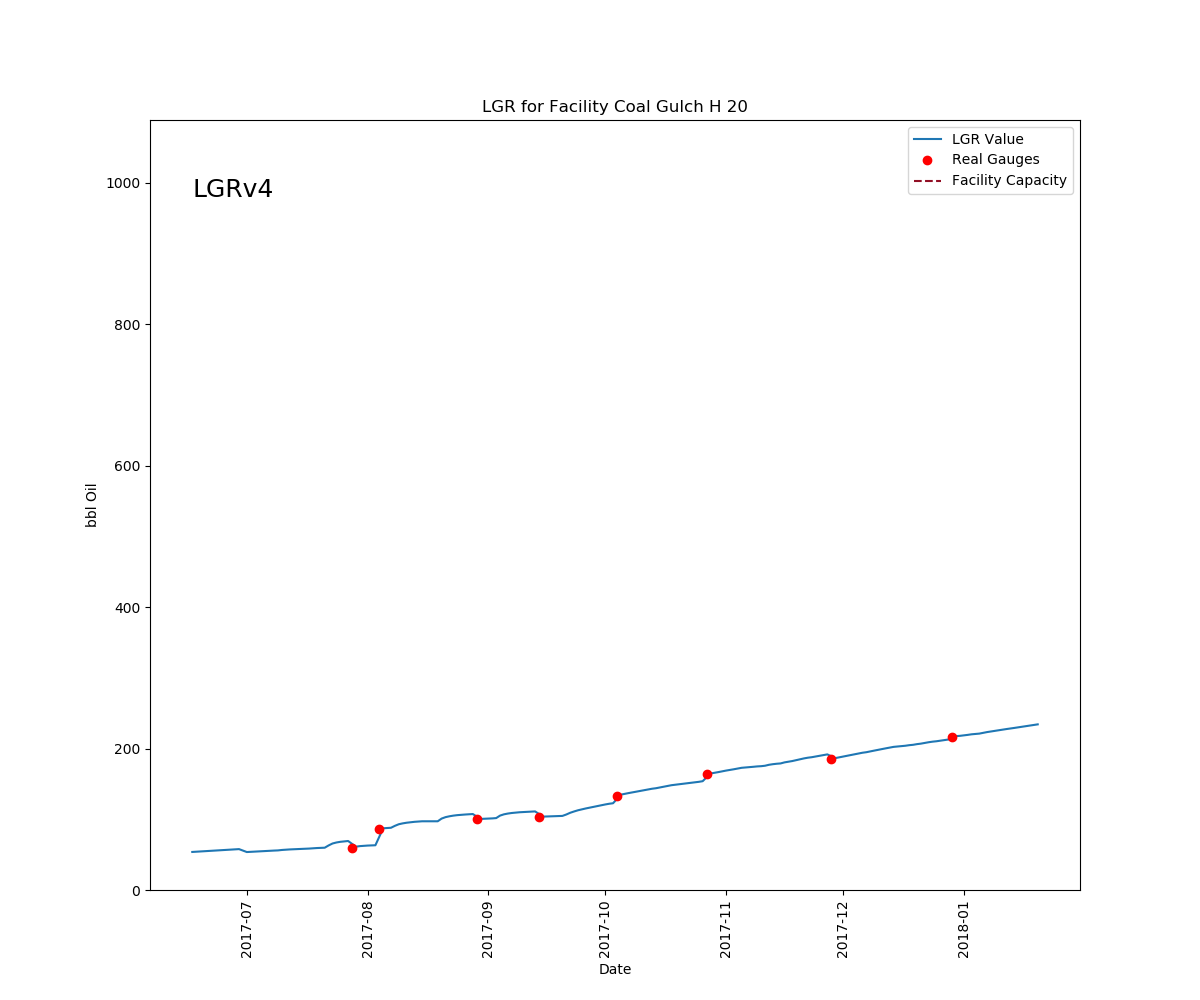 LGR for Facility Coal Gulch H 20
LGRv4
LGR Value
Real Gauges
Facility Capacity
1000
800
600
400
200
0
bbl Oil
2017-07
2017-08
2017-09
2017-10
2017-11
2017-12
2018-01
Date